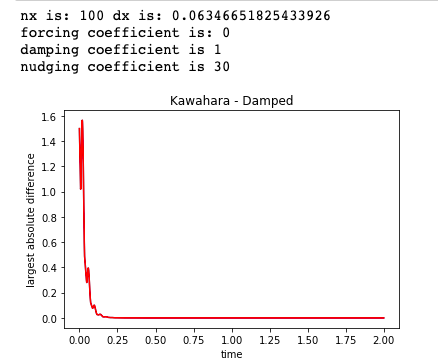 nx is: 100 dx is: 0.06346651825433926
forcing coefficient is: 0
damping coefficient is 1
nudging coefficient is 30
Kawahara - Damped
largest absolute difference
1.6
1.4
1.2
1.0
0.8
0.6
0.4
0.2
0.0
0.00 0.25 0.50 0.75 1.00 1.25 1.50 1.75 2.00
time